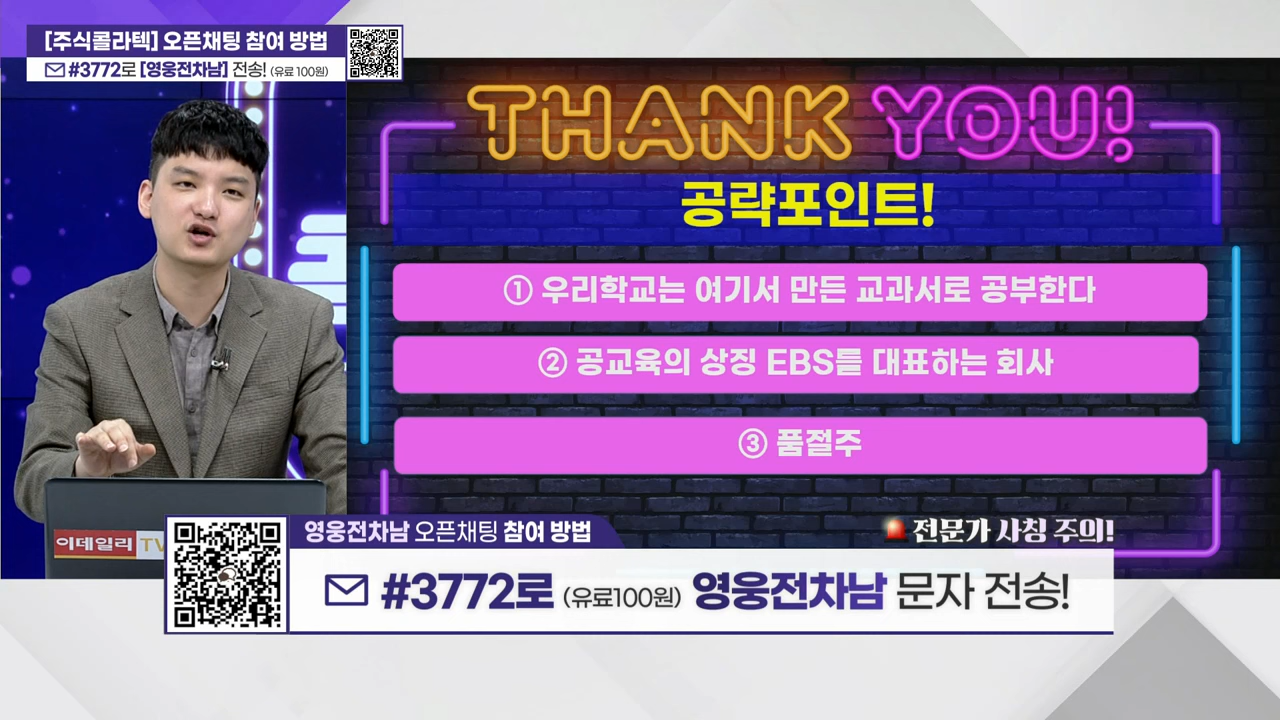 [주식콜라텍] 오픈채팅 참여 방법
#3772로 [영웅전차남] 전송! (유료 100원)
THANK YOU!
공략포인트!
① 우리학교는 여기서 만든 교과서로 공부한다
② 공교육의 상징 EBS를 대표하는 회사
③ 품절주
이데일리 TV
영웅전차남 오픈채팅 참여 방법
전문가 사칭 주의!
#3772로 (유료100원) 영웅전차남 문자 전송!